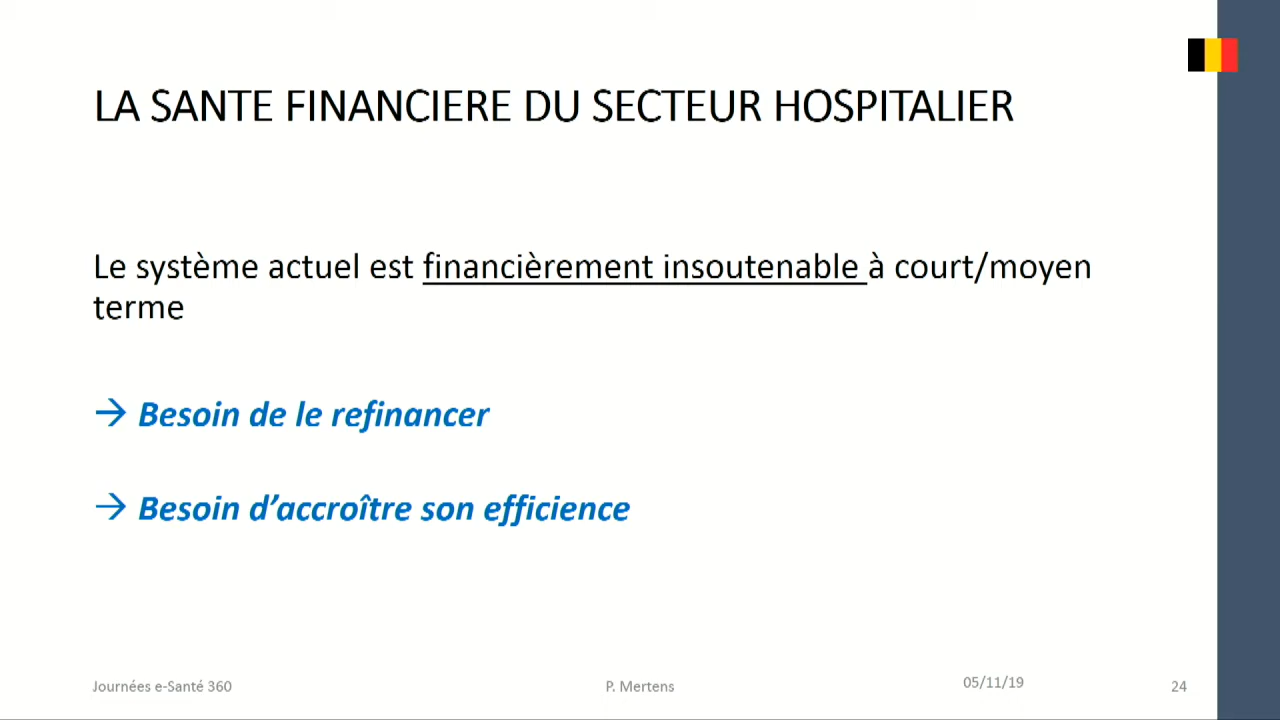 LA SANTE FINANCIERE DU SECTEUR HOSPITALIER
Le système actuel est financièrement insoutenable à court/moyen
terme
→ Besoin de le refinancer
→ Besoin d’accroître son efficience
Journées e-Santé 360
P. Mertens
05/11/19
24